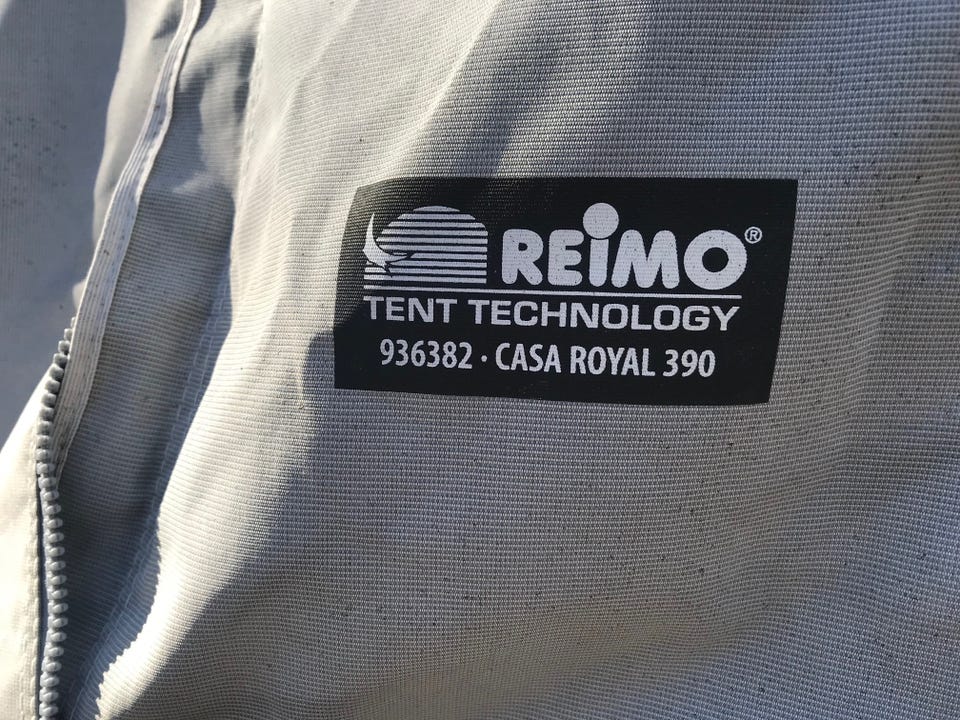 REiMO®
TENT TECHNOLOGY
936382 · CASA ROYAL 390